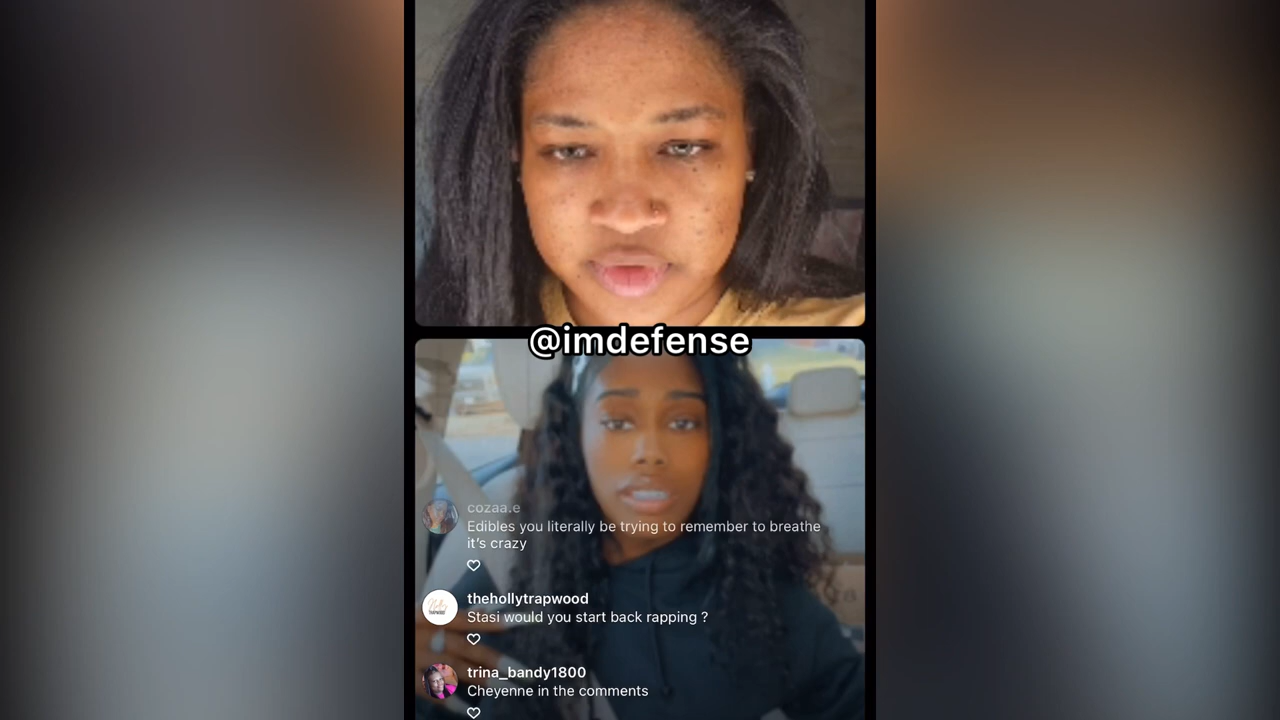 @imdefense
cozaa.e
Edibles you literally be trying to remember to breathe
it's crazy
thehollytrapwood
Stasi would you start back rapping ?
trina_bandy1800
Cheyenne in the comments